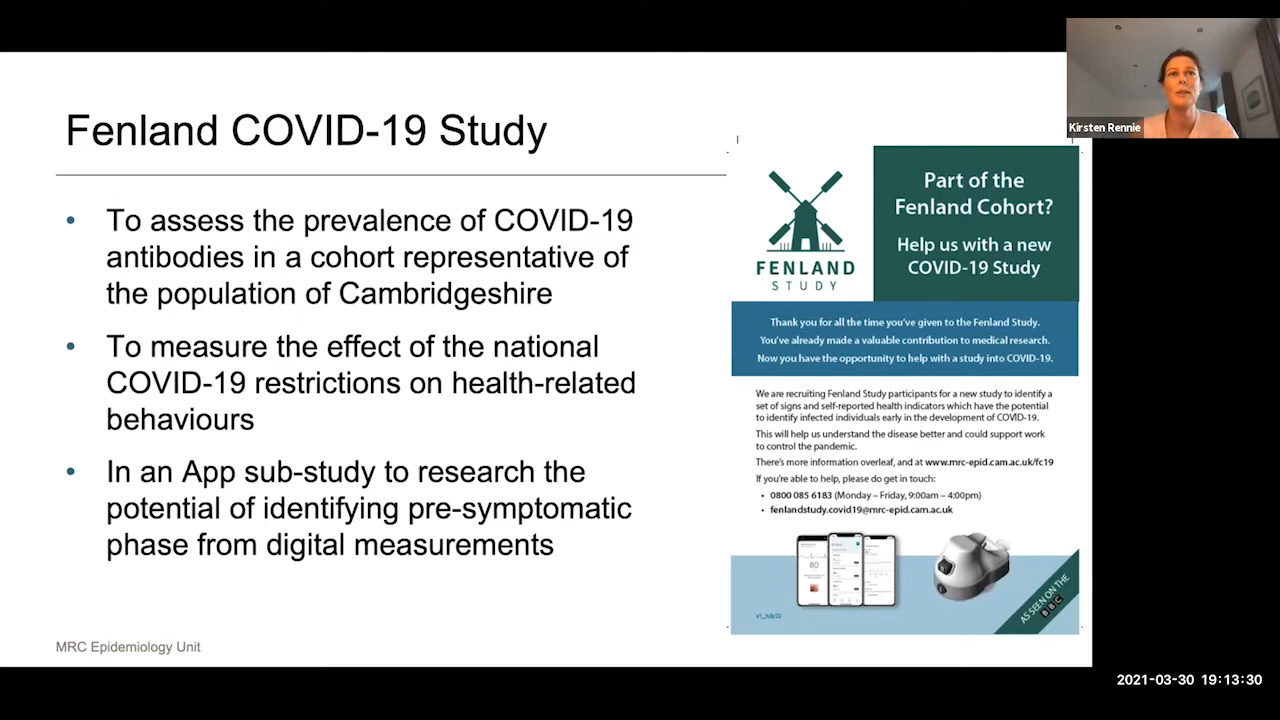 Fenland COVID-19 Study
• To assess the prevalence of COVID-19
antibodies in a cohort representative of
the population of Cambridgeshire
• To measure the effect of the national
COVID-19 restrictions on health-related
behaviours
• In an App sub-study to research the
potential of identifying pre-symptomatic
phase from digital measurements
MRC Epidemiology Unit
FENLAND
STUDY
Part of the
Fenland Cohort?
Help us with a new
COVID-19 Study
Thank you for all the time you've given to the Fenland Study.
You've already made a valuable contribution to medical research.
Now you have the opportunity to help with a study into COVID-19.
We are recruiting Fenland Study participants for a new study to identify a
set of signs and self-reported health indicators which have the potential
to identify infected individuals early in the development of COVID-19.
This will help us understand the disease better and could support work
to control the pandemic.
There's more information overleaf, and at www.mrc-epid.cam.ac.uk/fc19
If you're able to help, please do get in touch:
• 0800 085 6183 (Monday – Friday, 9:00am – 4:00pm)
• fenlandstudy.covid19@mrc-epid.cam.ac.uk
80
AS SEEN ON THE
BBC
Kirsten Rennie
2021-03-30 19:13:30